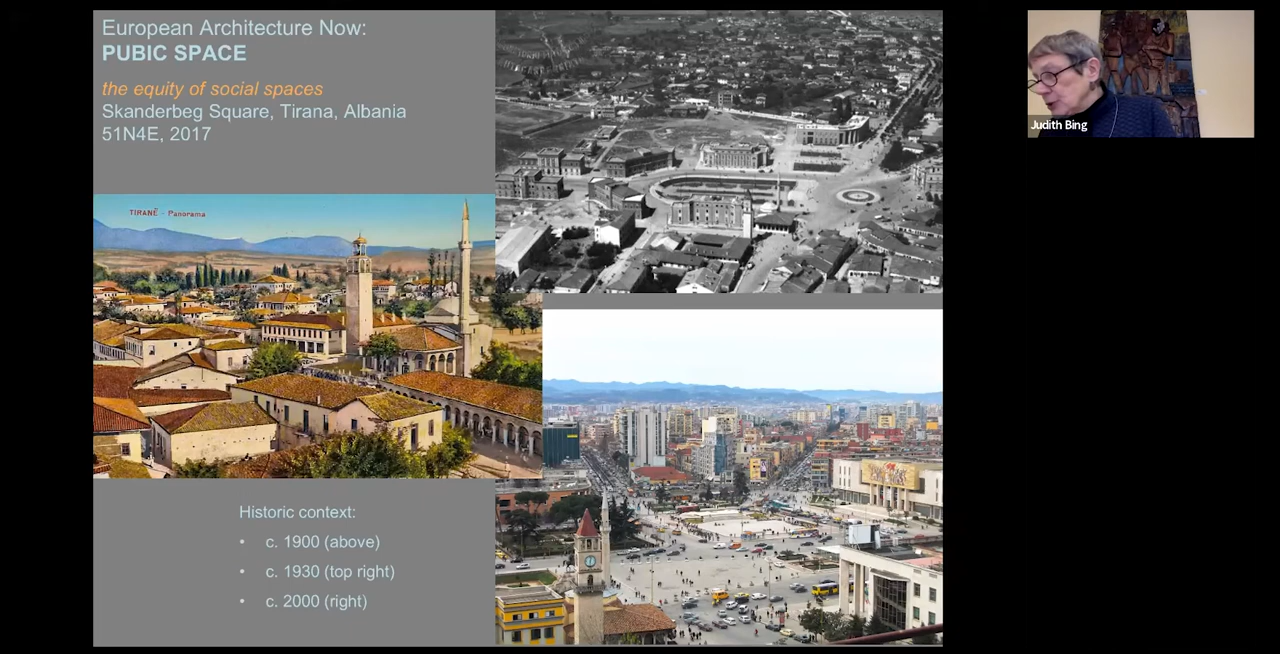 European Architecture Now:
PUBIC SPACE
the equity of social spaces
Skanderbeg Square, Tirana, Albania
51N4E, 2017
TIRANË - Panorama
Historic context:
• c. 1900 (above)
• c. 1930 (top right)
• c. 2000 (right)
Judith Bing